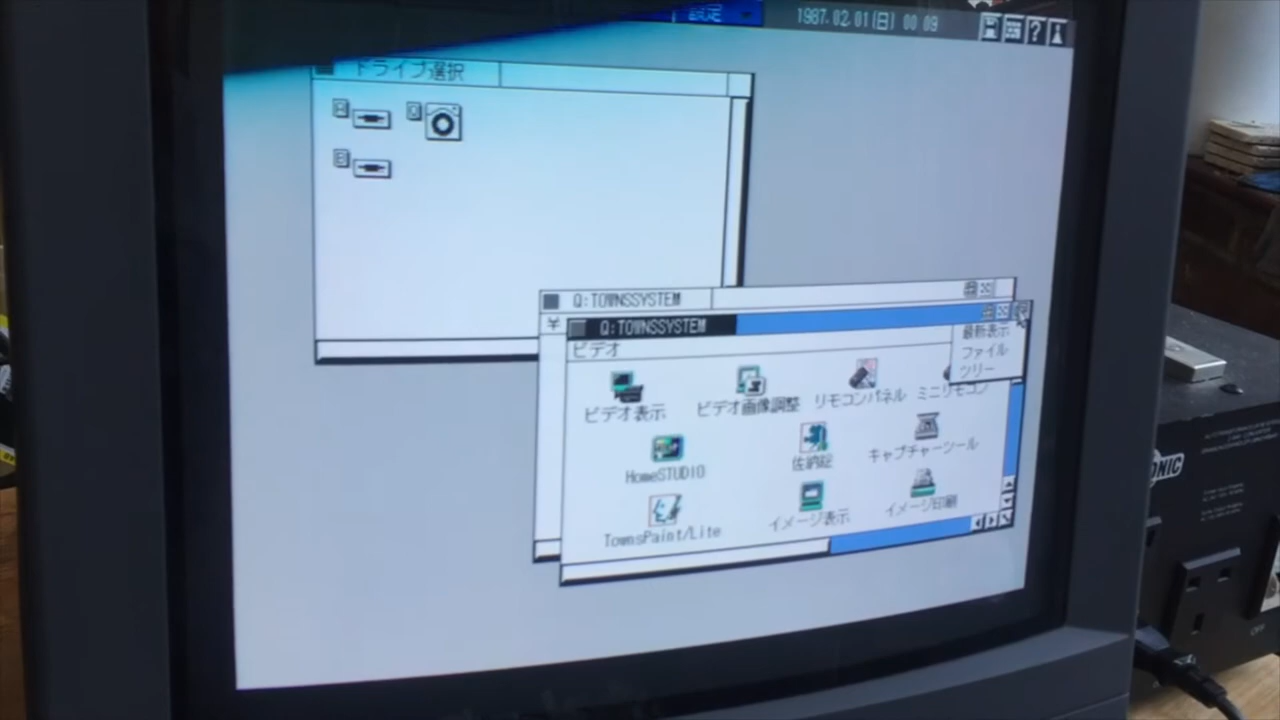 設定
1987.02.01(日) 00 09
ドライブ選択
A
Q
B
Q:TOWNSSYSTEM
¥
Q:TOWNSSYSTEM
ビデオ
最新表示
ファイル
ツリー
ビデオ表示
ビデオ画像調整
リモコンパネル
ミニリモコン
HomeSTUDIO
佐納絵
キャプチャーツール
TownsPaint/Lite
イメージ表示
イメージ印刷
ONIC